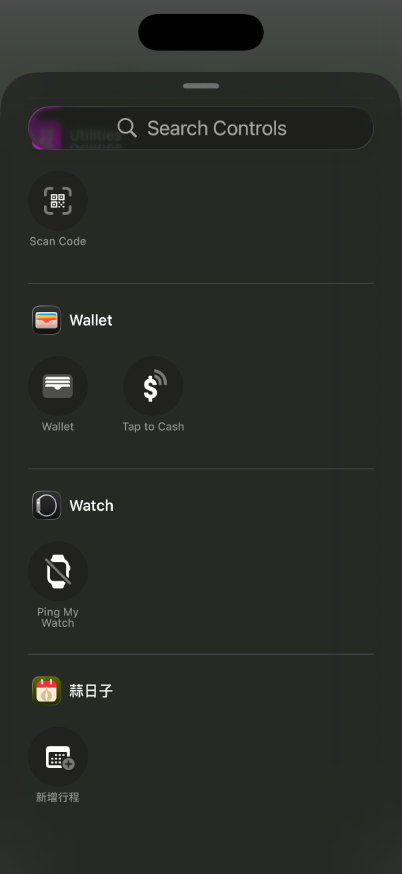 Search Controls
Scan Code
Wallet
Wallet
Tap to Cash
Watch
Ping My
Watch
蒜日子
新增行程